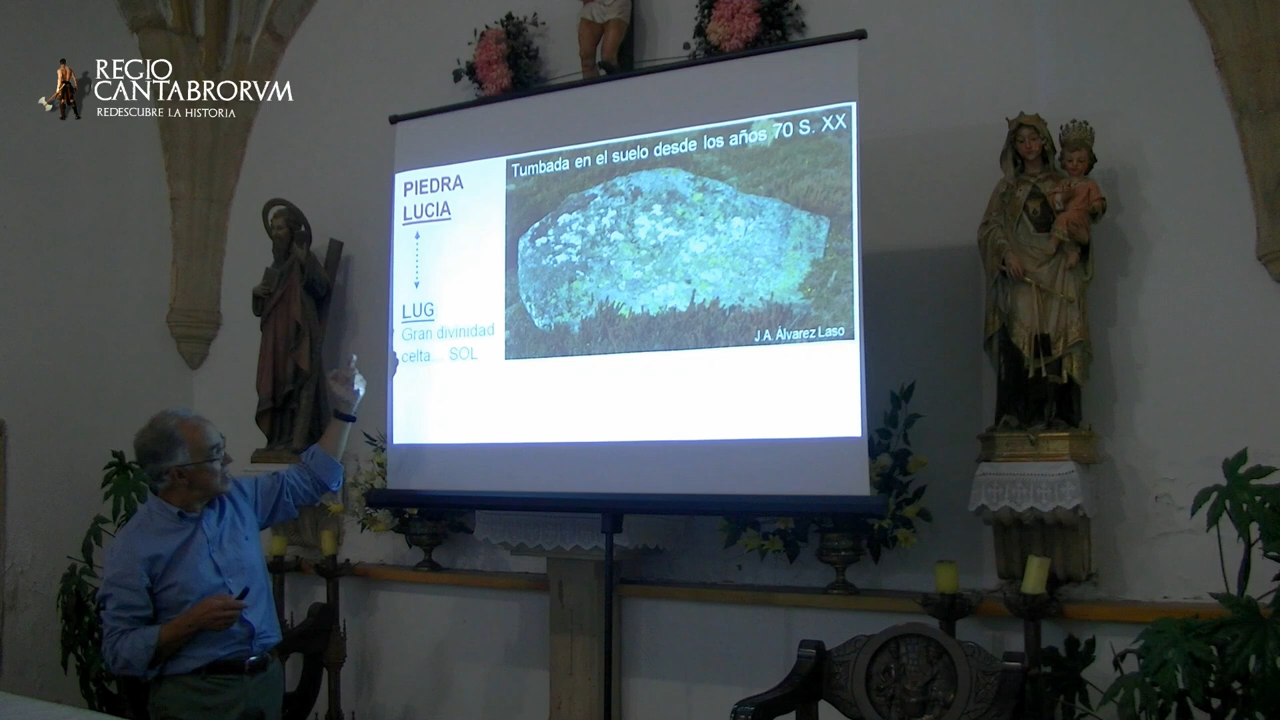 REGIO
CANTABRORVM
REDESCUBRE LA HISTORIA
Tumbada en el suelo desde los años 70 S. XX
PIEDRA
LUCIA
LUG
Gran divinidad
celta... SOL
J.A. Álvarez Laso